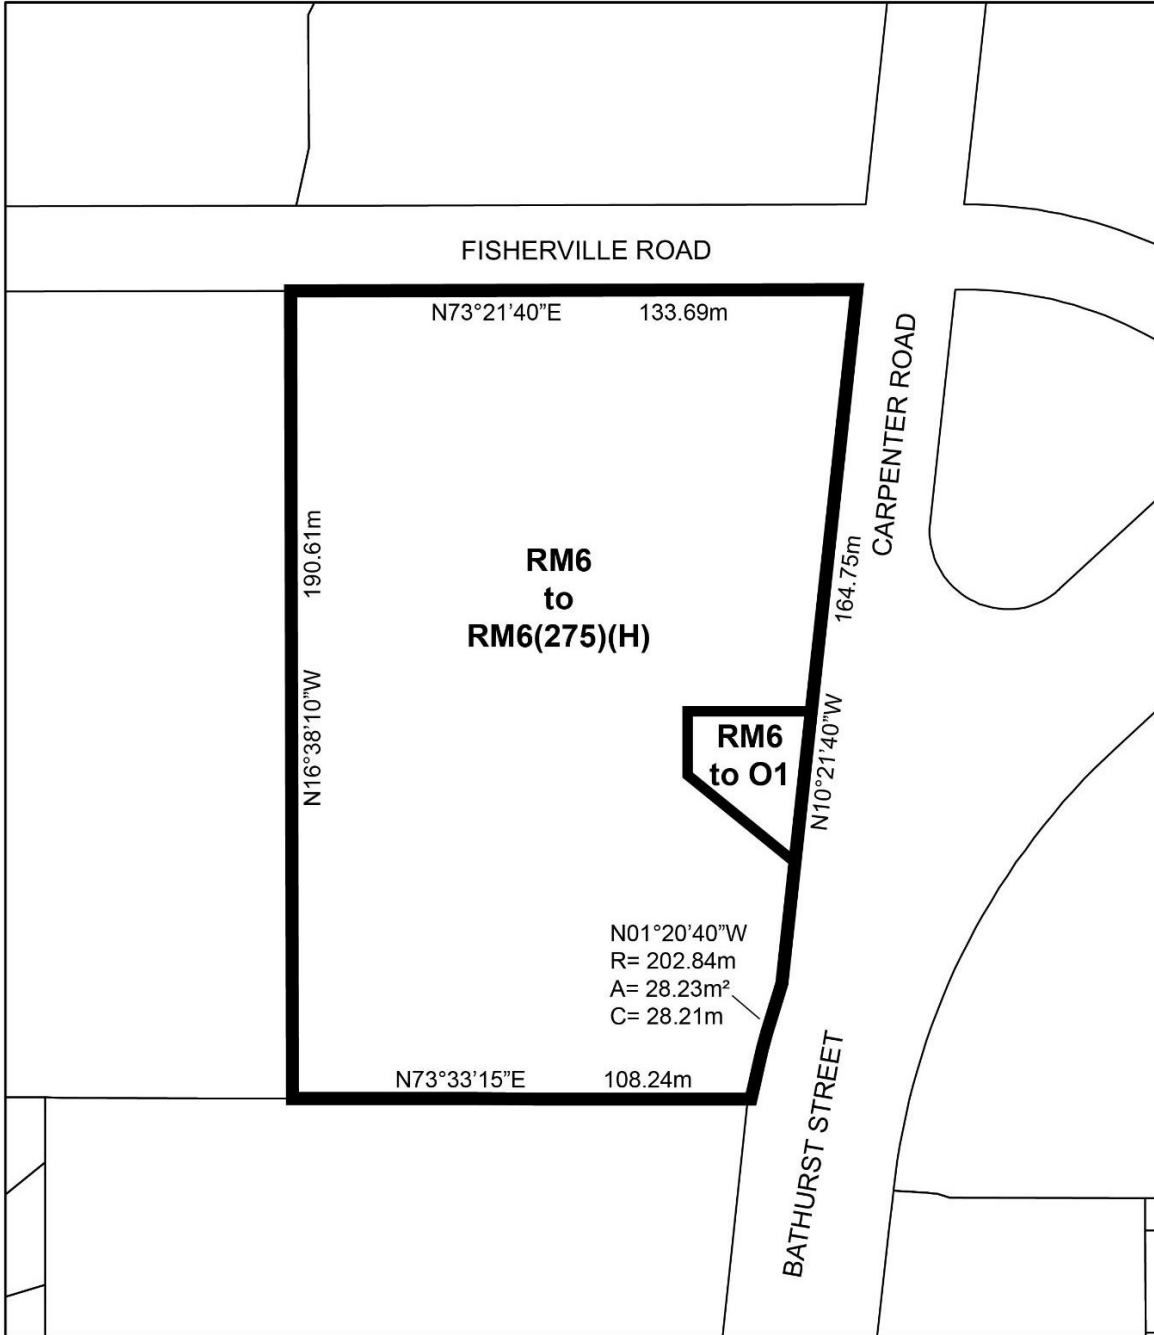 FISHERVILLE ROAD
N73°21'40"E 133.69m
CARPENTER ROAD
190.61m
164.75m
RM6
to
RM6(275)(H)
N16°38'10"W
N10°21'40"W
RM6
to O1
N01°20'40"W
R= 202.84m
A= 28.23m²
C= 28.21m
N73°33'15"E 108.24m
BATHURST STREET